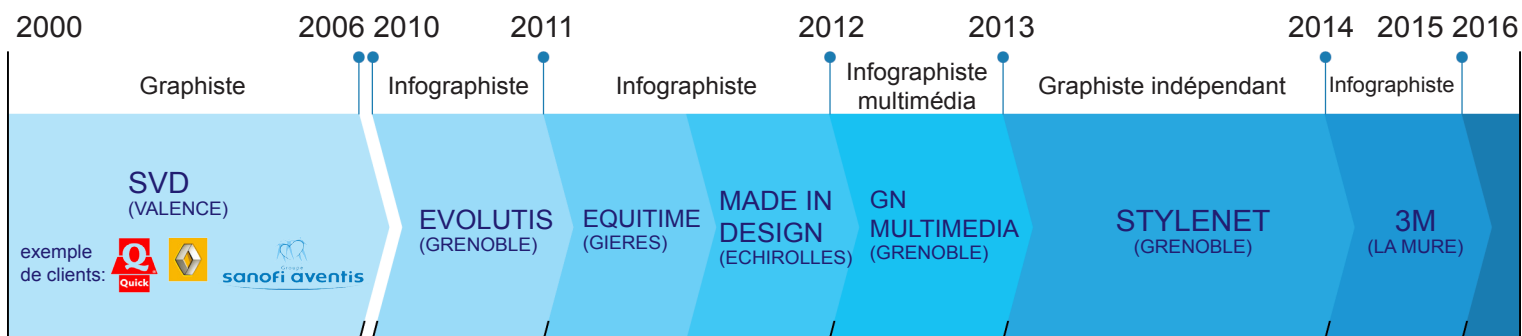 2000 2006 2010 2011 2012 2013 2014 2015 2016
Graphiste
Infographiste
Infographiste
Infographiste
multimédia
Graphiste indépendant
Infographiste
SVD
(VALENCE)
exemple
de clients:
Q
Quick
Groupe
sanofi aventis
EVOLUTIS
(GRENOBLE)
EQUITIME
(GIERES)
MADE IN
DESIGN
(ECHIROLLES)
GN
MULTIMEDIA
(GRENOBLE)
STYLENET
(GRENOBLE)
3M
(LA MURE)